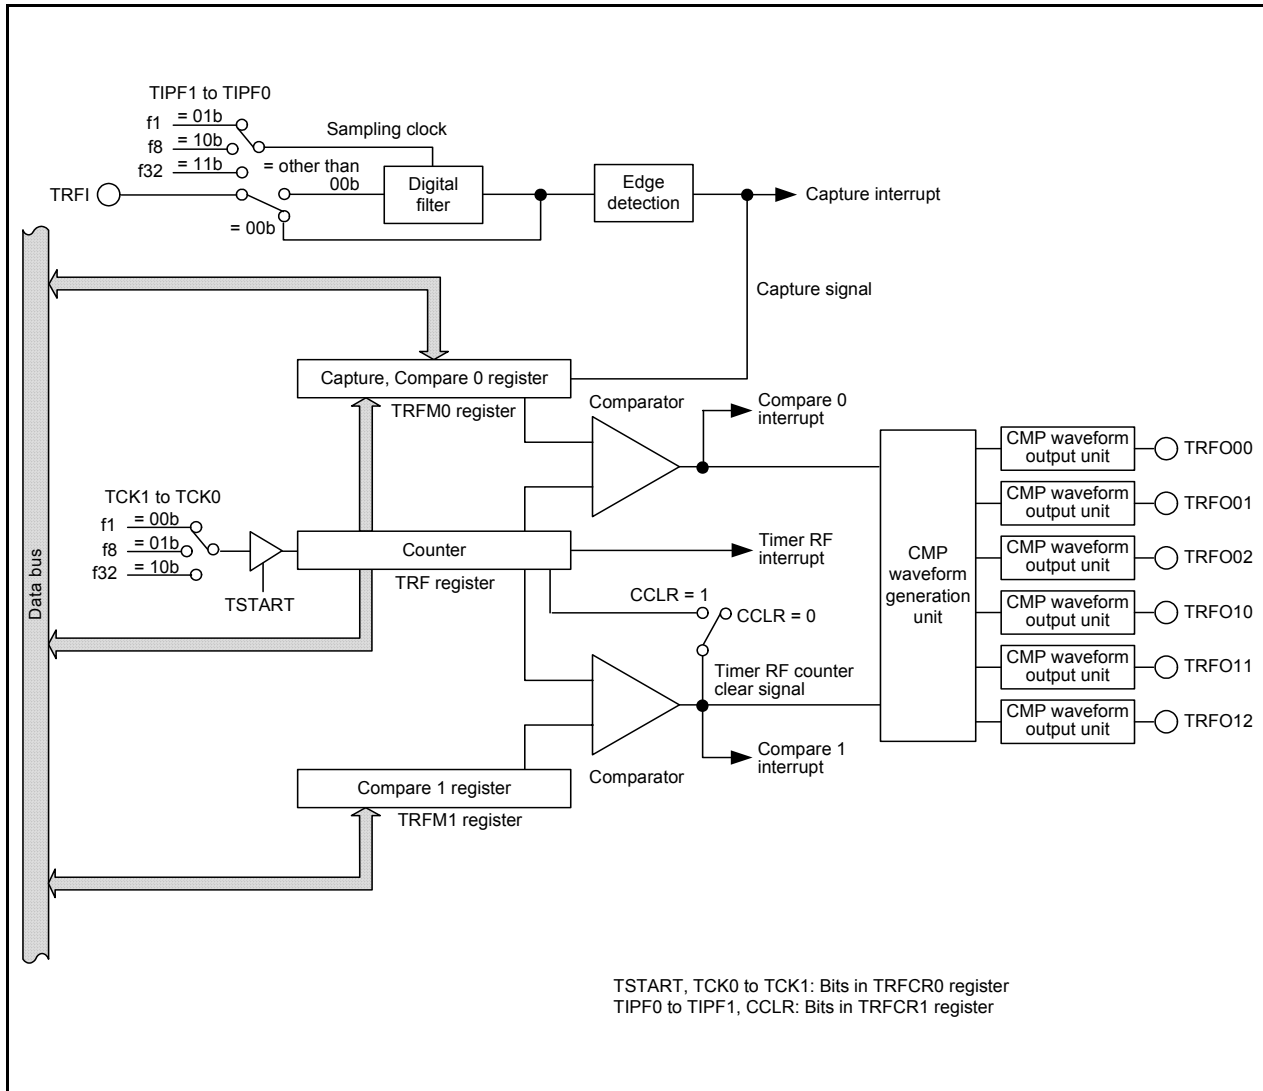 TIPF1 to TIPF0
f1 = 01b
f8 = 10b
f32 = 11b
Sampling clock
= other than
00b
= 00b
TRFI
Digital
filter
Edge
detection
Capture interrupt
Capture signal
Data bus
Capture, Compare 0 register
TRFM0 register
Comparator
Compare 0
interrupt
TCK1 to TCK0
f1 = 00b
f8 = 01b
f32 = 10b
TSTART
Counter
TRF register
Timer RF
interrupt
CCLR = 1
CCLR = 0
Timer RF counter
clear signal
Compare 1
interrupt
Comparator
Compare 1 register
TRFM1 register
CMP
waveform
generation
unit
CMP waveform
output unit
TRFO00
CMP waveform
output unit
TRFO01
CMP waveform
output unit
TRFO02
CMP waveform
output unit
TRFO10
CMP waveform
output unit
TRFO11
CMP waveform
output unit
TRFO12
TSTART, TCK0 to TCK1: Bits in TRFCR0 register
TIPF0 to TIPF1, CCLR: Bits in TRFCR1 register